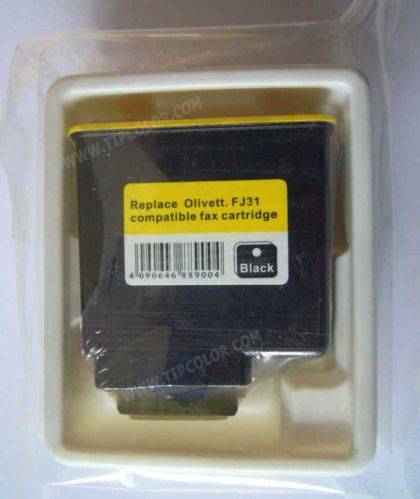 WWW.TIPCOLOR.COM
Replace Olivett. FJ31
compatible fax cartridge
4 090646 889004
Black
WWW.TIPCOLOR.COM